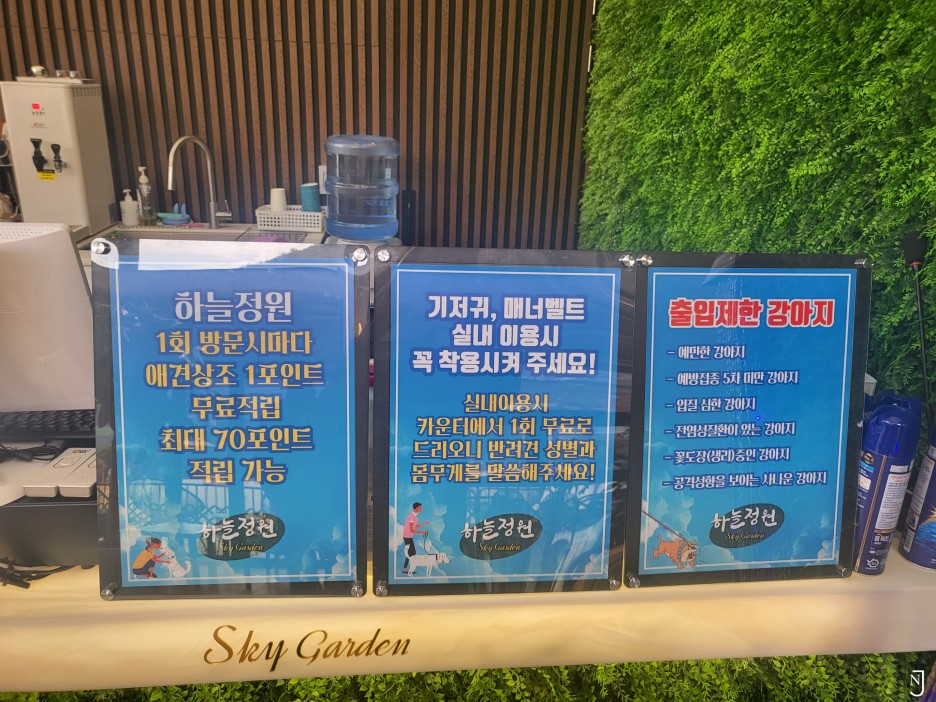 하늘정원
1회 방문시마다
애견상조 1포인트
무료적립
최대 70포인트
적립 가능
하늘정원
Sky Garden
기저귀, 매너벨트
실내 이용시
꼭 착용시켜 주세요!
실내이용시
카운터에서 1회 무료로
드리오니 반려견 성별과
몸무게를 말씀해주세요!
하늘정원
Sky Garden
출입제한 강아지
- 예민한 강아지
- 예방접종 5차 미만 강아지
- 입질 심한 강아지
- 전염성질환이 있는 강아지
- 꽃도장(생리)중인 강아지
- 공격성향을 보이는 사나운 강아지
하늘정원
Sky Garden
Sky Garden
NJ